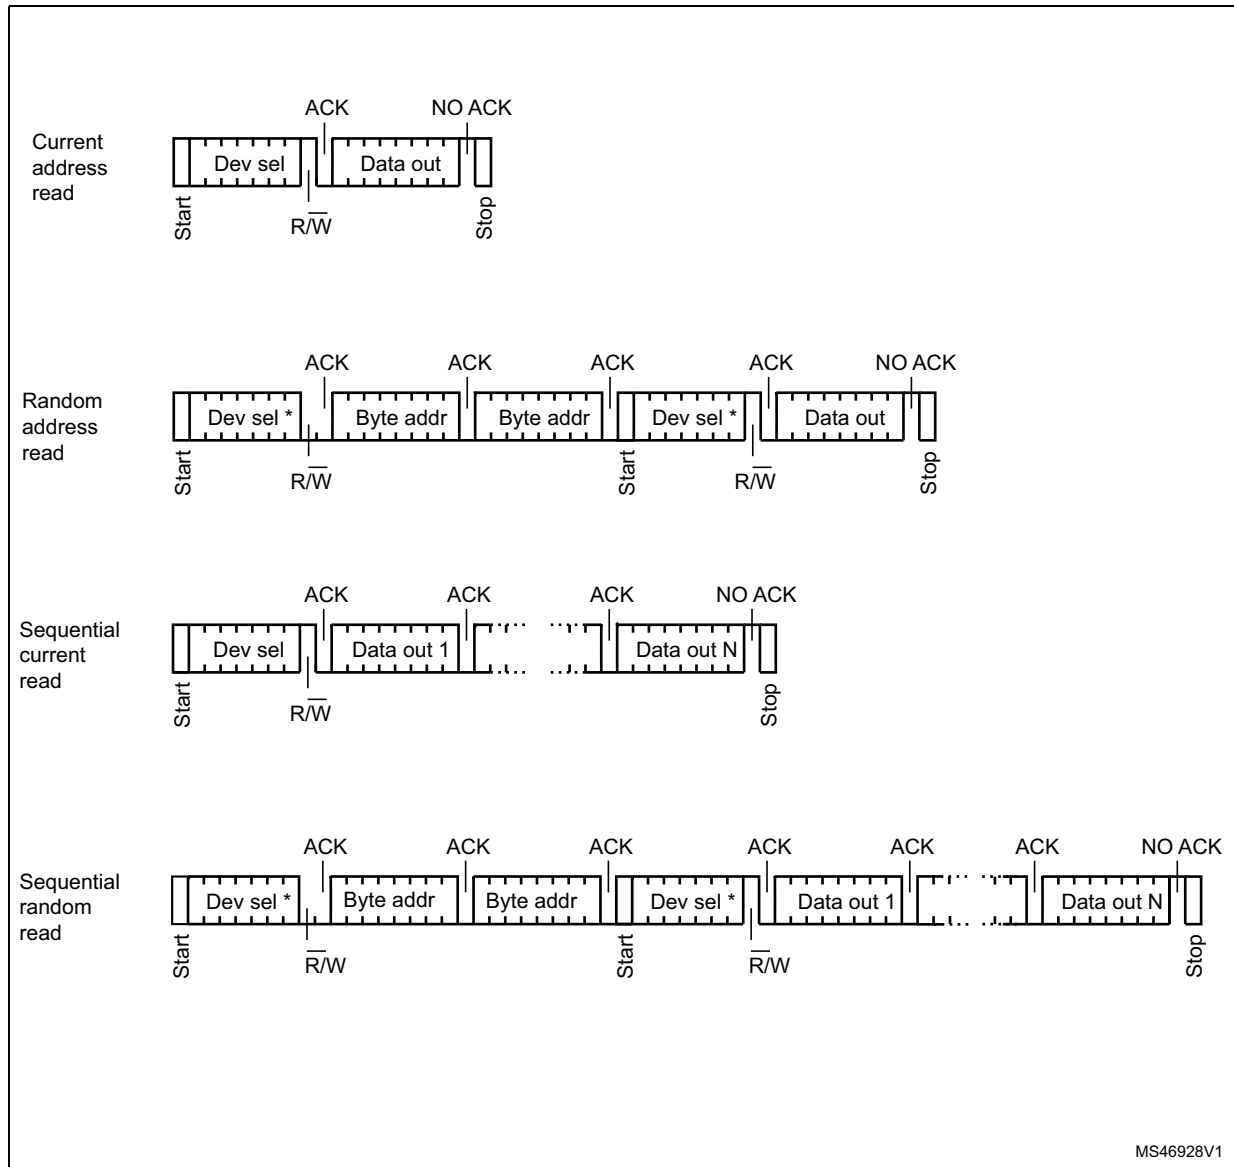 ACK NO ACK
Current
address
read
Dev sel Data out
Start R/W̅ Stop
ACK ACK ACK ACK NO ACK
Random
address
read
Dev sel * Byte addr Byte addr Dev sel * Data out
Start R/W̅ Start R/W̅ Stop
ACK ACK ACK NO ACK
Sequential
current
read
Dev sel Data out 1 Data out N
Start R/W̅ Stop
ACK ACK ACK ACK ACK ACK NO ACK
Sequential
random
read
Dev sel * Byte addr Byte addr Dev sel * Data out 1 Data out N
Start R̅/W Start R̅/W Stop
MS46928V1